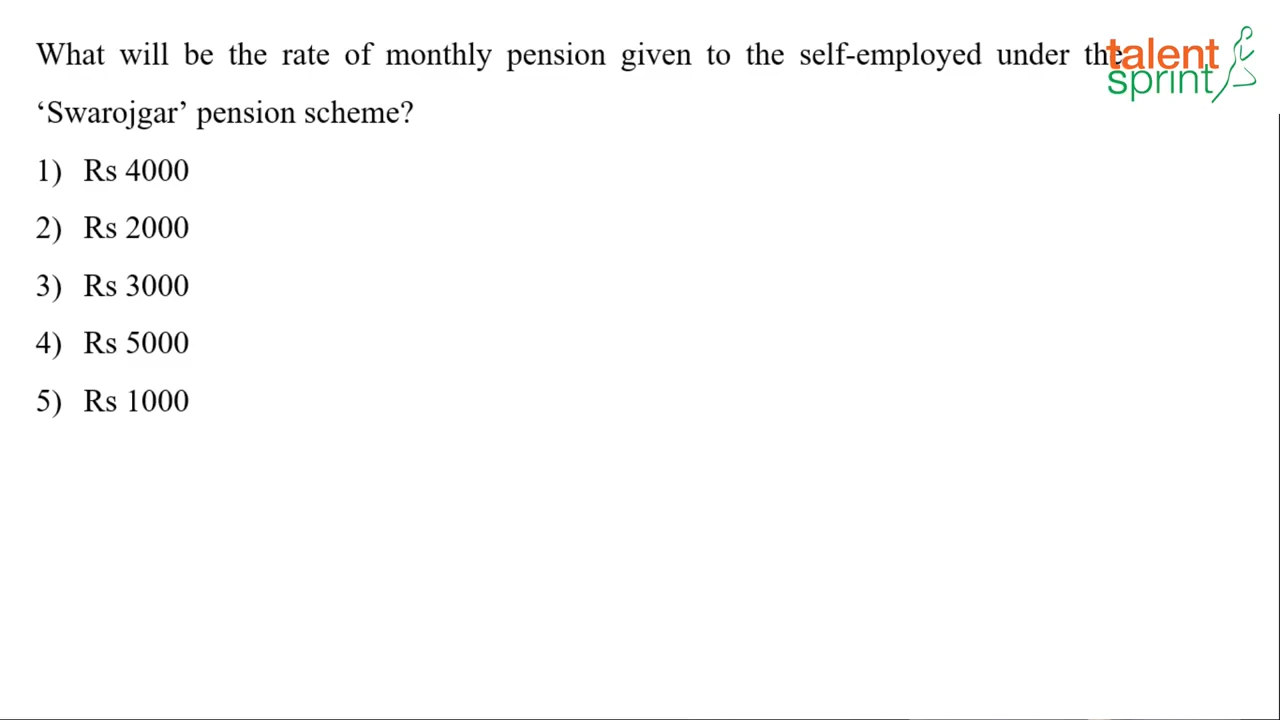 What will be the rate of monthly pension given to the self-employed under the
‘Swarojgar’ pension scheme?
1) Rs 4000
2) Rs 2000
3) Rs 3000
4) Rs 5000
5) Rs 1000
talent
sprint